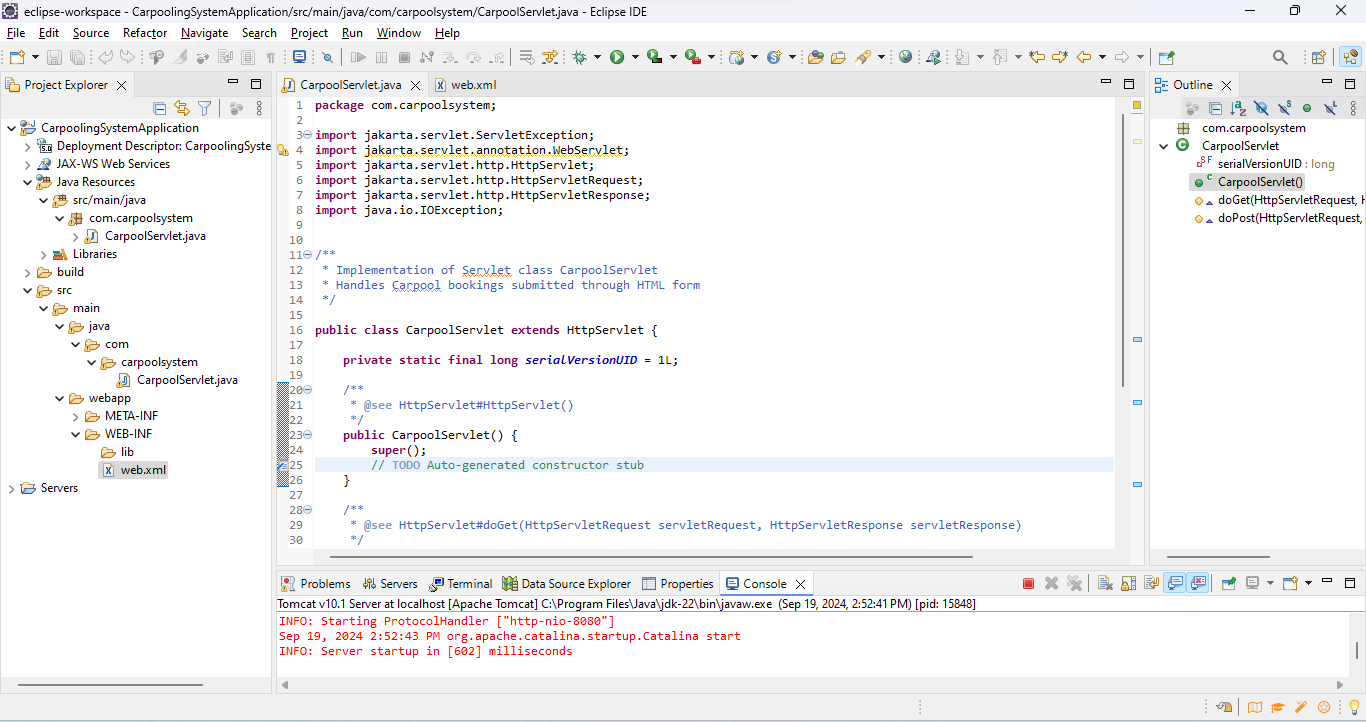 eclipse-workspace - CarpoolingSystemApplication/src/main/java/com/carpoolsystem/CarpoolServlet.java - Eclipse IDE
File Edit Source Refactor Navigate Search Project Run Window Help
Project Explorer
CarpoolingSystemApplication
Deployment Descriptor: CarpoolingSyste
JAX-WS Web Services
Java Resources
src/main/java
com.carpoolsystem
CarpoolServlet.java
Libraries
build
src
main
java
com
carpoolsystem
CarpoolServlet.java
webapp
META-INF
WEB-INF
lib
web.xml
Servers
CarpoolServlet.java web.xml
1 package com.carpoolsystem;
2
3 import jakarta.servlet.ServletException;
4 import jakarta.servlet.annotation.WebServlet;
5 import jakarta.servlet.http.HttpServlet;
6 import jakarta.servlet.http.HttpServletRequest;
7 import jakarta.servlet.http.HttpServletResponse;
8 import java.io.IOException;
9
10
11 /**
12 * Implementation of Servlet class CarpoolServlet
13 * Handles Carpool bookings submitted through HTML form
14 */
15
16 public class CarpoolServlet extends HttpServlet {
17
18 private static final long serialVersionUID = 1L;
19
20 /**
21 * @see HttpServlet#HttpServlet()
22 */
23 public CarpoolServlet() {
24 super();
25 // TODO Auto-generated constructor stub
26 }
27
28 /**
29 * @see HttpServlet#doGet(HttpServletRequest servletRequest, HttpServletResponse servletResponse)
30 */
Outline
com.carpoolsystem
CarpoolServlet
serialVersionUID : long
CarpoolServlet()
doGet(HttpServletRequest, H
doPost(HttpServletRequest,
Problems Servers Terminal Data Source Explorer Properties Console
Tomcat v10.1 Server at localhost [Apache Tomcat] C:\Program Files\Java\jdk-22\bin\javaw.exe (Sep 19, 2024, 2:52:41 PM) [pid: 15848]
INFO: Starting ProtocolHandler ["http-nio-8080"]
Sep 19, 2024 2:52:43 PM org.apache.catalina.startup.Catalina start
INFO: Server startup in [602] milliseconds